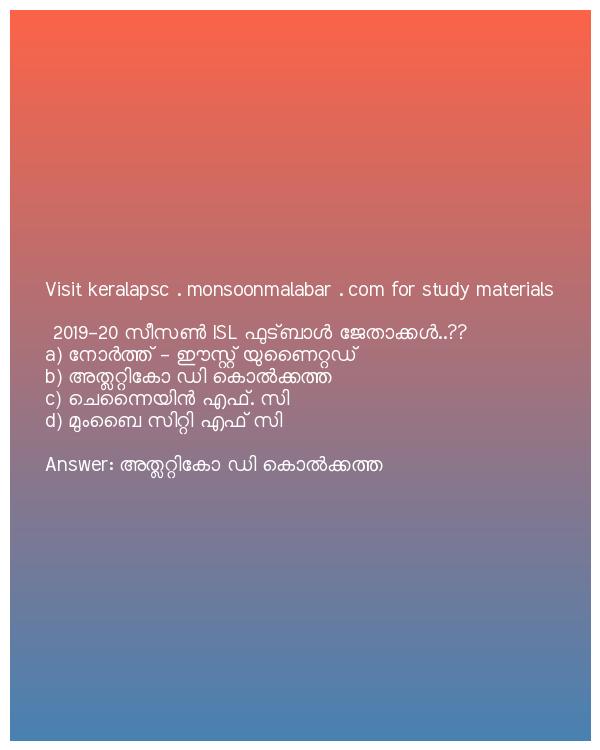 Visit keralapsc . monsoonmalabar . com for study materials
2019-20 സീസൺ ISL ഫുട്ബാൾ ജേതാക്കൾ..??
a) നോർത്ത് - ഈസ്റ്റ് യുണൈറ്റഡ്
b) അത്ലറ്റികോ ഡി കൊൽക്കത്ത
c) ചെന്നൈയിൻ എഫ്. സി
d) മുംബൈ സിറ്റി എഫ് സി
Answer: അത്ലറ്റികോ ഡി കൊൽക്കത്ത